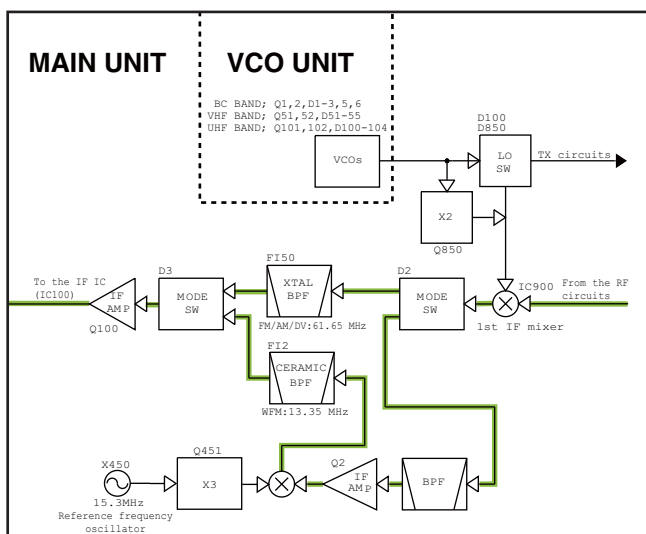 MAIN UNIT
VCO UNIT
BC BAND; Q1,2,D1-3,5,6
VHF BAND; Q51,52,D51-55
UHF BAND; Q101,102,D100-104
VCOs
D100
D850
LO
SW
TX circuits
X2
Q850
To the IF IC
(IC100)
IF
AMP
Q100
D3
MODE
SW
FI50
XTAL
BPF
FM/AM/DV:61.65 MHz
D2
MODE
SW
IC900
1st IF mixer
From the RF
circuits
FI2
CERAMIC
BPF
WFM:13.35 MHz
X450
15.3MHz
Reference frequency
oscillator
Q451
X3
Q2
IF
AMP
BPF